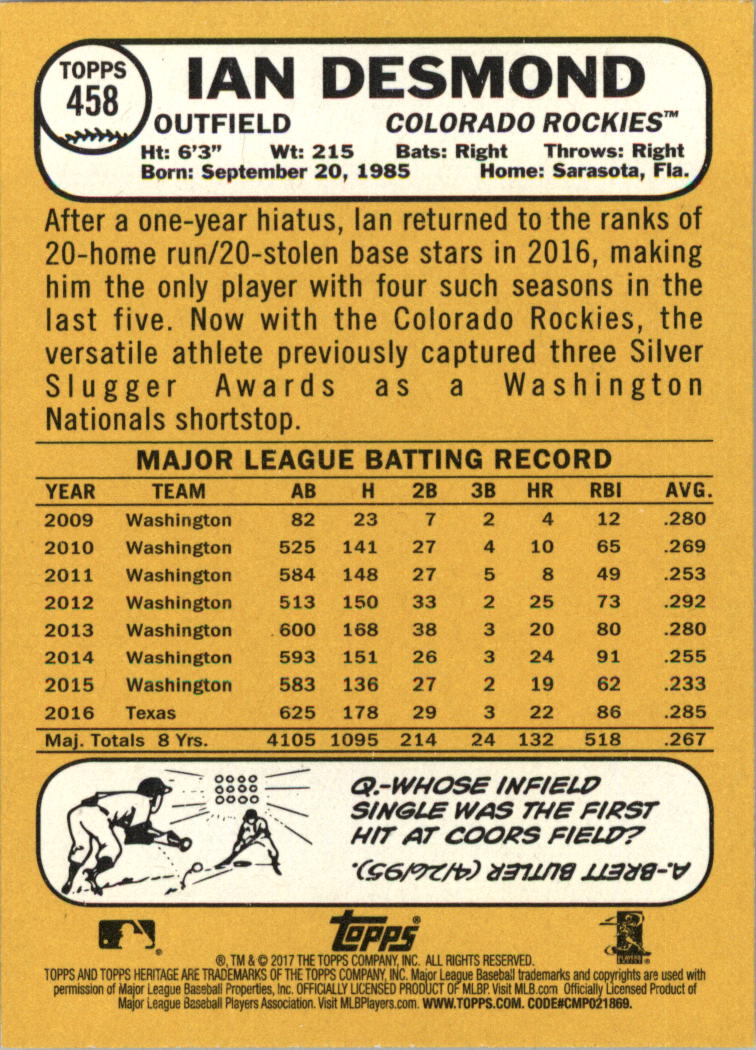 TOPPS
458
IAN DESMOND
OUTFIELD COLORADO ROCKIES™
Ht: 6'3" Wt: 215 Bats: Right Throws: Right
Born: September 20, 1985 Home: Sarasota, Fla.
After a one-year hiatus, Ian returned to the ranks of
20-home run/20-stolen base stars in 2016, making
him the only player with four such seasons in the
last five. Now with the Colorado Rockies, the
versatile athlete previously captured three Silver
Slugger Awards as a Washington
Nationals shortstop.
MAJOR LEAGUE BATTING RECORD
YEAR TEAM AB H 2B 3B HR RBI AVG.
2009 Washington 82 23 7 2 4 12 .280
2010 Washington 525 141 27 4 10 65 .269
2011 Washington 584 148 27 5 8 49 .253
2012 Washington 513 150 33 2 25 73 .292
2013 Washington 600 168 38 3 20 80 .280
2014 Washington 593 151 26 3 24 91 .255
2015 Washington 583 136 27 2 19 62 .233
2016 Texas 625 178 29 3 22 86 .285
Maj. Totals 8 Yrs. 4105 1095 214 24 132 518 .267
Q.-WHOSE INFIELD
SINGLE WAS THE FIRST
HIT AT COORS FIELD?
A.-BRETT BUTLER (4/26/95).
topps®
®, TM & © 2017 THE TOPPS COMPANY, INC. ALL RIGHTS RESERVED.
TOPPS AND TOPPS HERITAGE ARE TRADEMARKS OF THE TOPPS COMPANY, INC. Major League Baseball trademarks and copyrights are used with
permission of Major League Baseball Properties, Inc. OFFICIALLY LICENSED PRODUCT OF MLBP. Visit MLB.com Officially Licensed Product of
Major League Baseball Players Association. Visit MLBPlayers.com. WWW.TOPPS.COM. CODE#CMP021869.